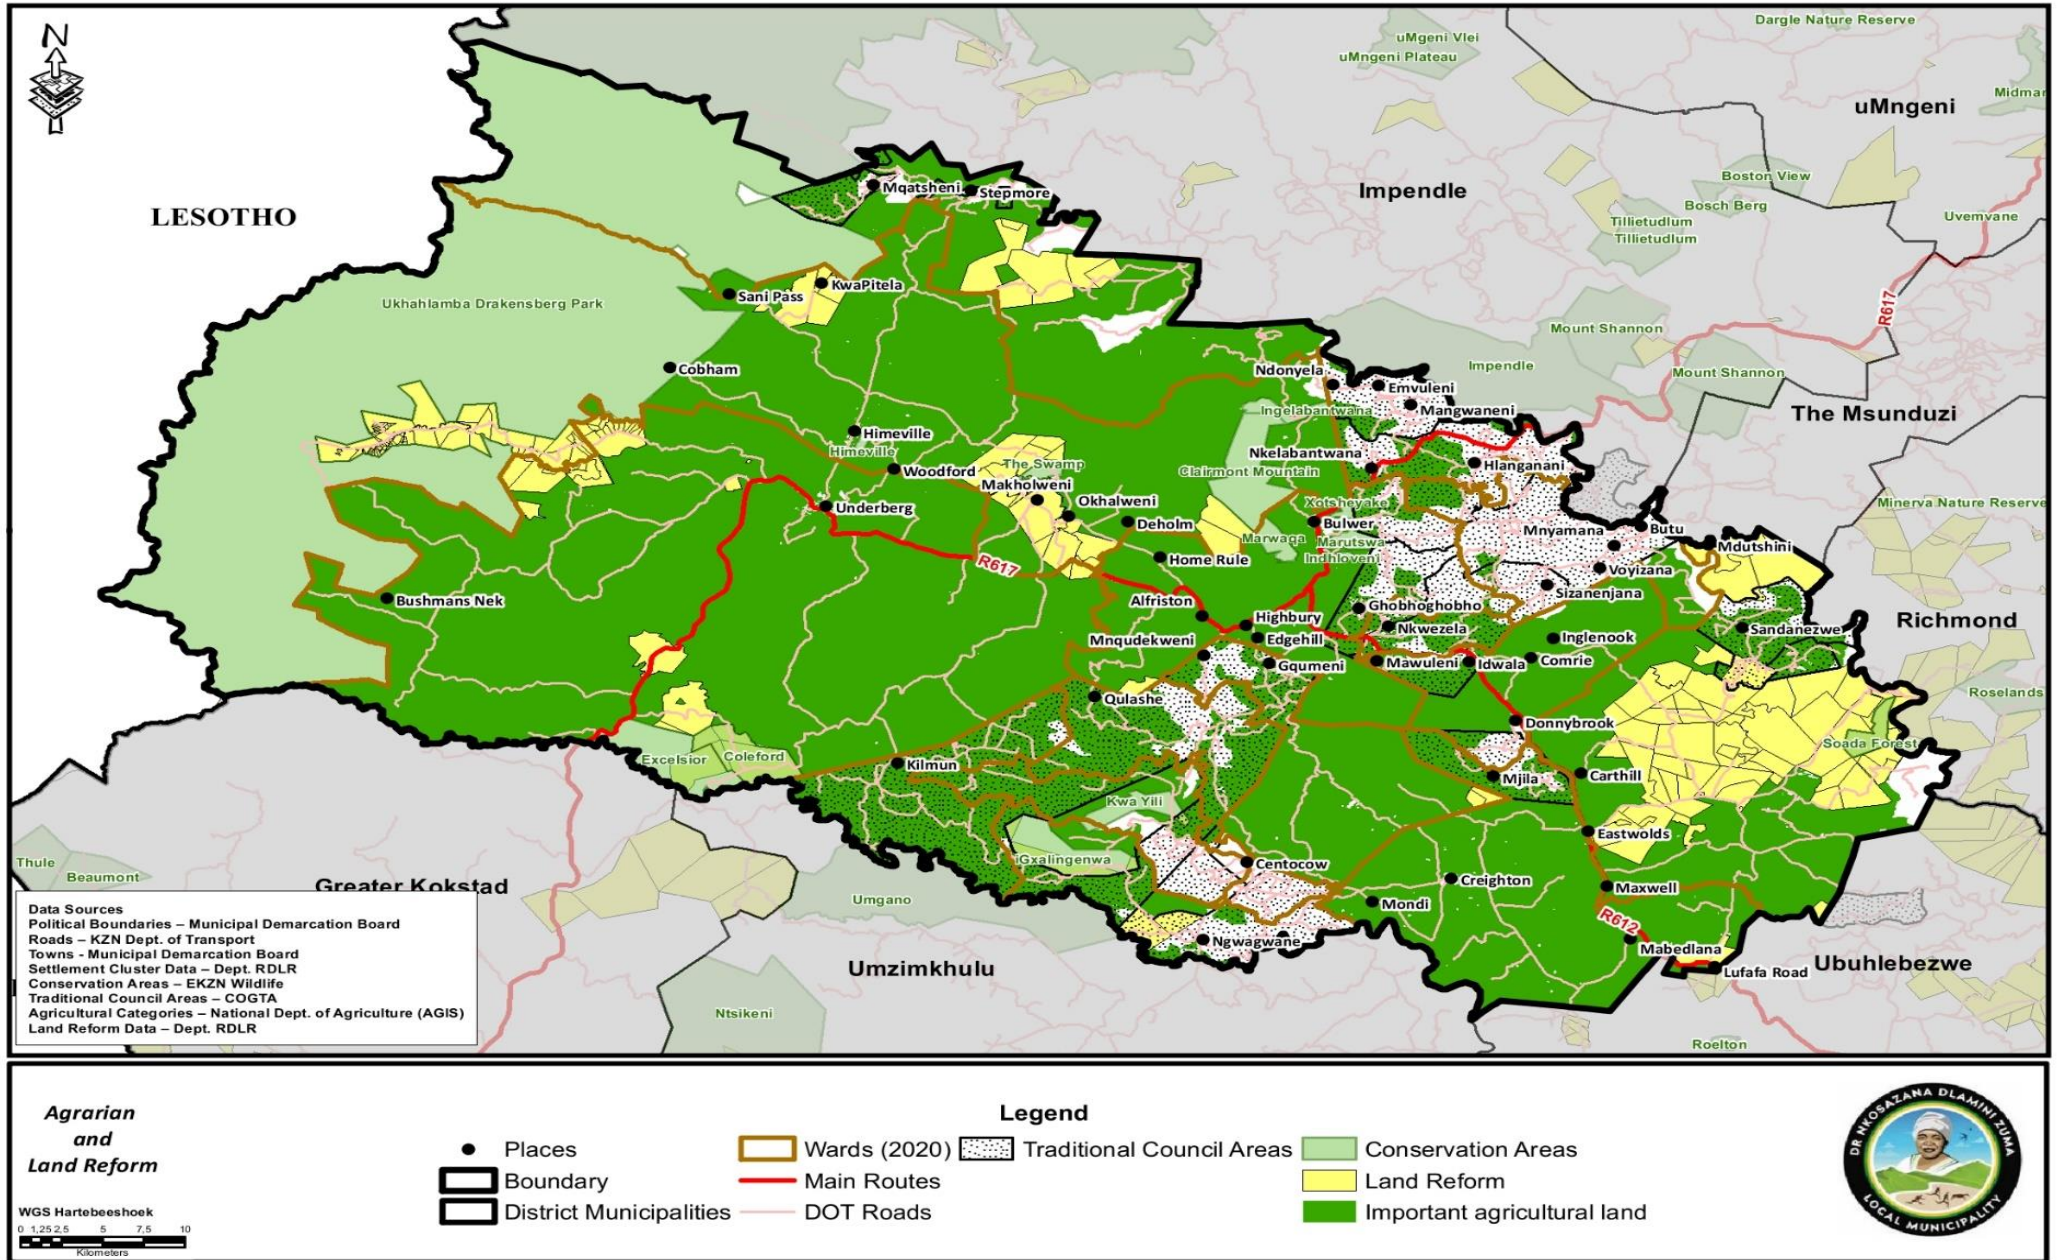 N
Dargle Nature Reserve
uMgeni Vlei
uMngeni Plateau
Midmar
uMngeni
Boston View
Impendle
Bosch Berg
Tillietudlum
Tillietudlum
Uvemvane
LESOTHO
Mqatsheni
Stepmore
Ukhahlamba Drakensberg Park
Sani Pass
KwaPitela
R617
Mount Shannon
Impendle
Mount Shannon
Cobham
Ndonyela
Emvuleni
Ingelabantwana
Mangwaneni
The Msunduzi
Himeville
Himeville
Nkelabantwana
Woodford
The Swamp
Clairmont Mountain
Hlanganani
Makholweni
Okhalweni
Xotsheyake
Minerva Nature Reserve
Underberg
Deholm
Bulwer
Mnyamana
Butu
Marwaqa
Marutswa
Mdutshini
Home Rule
Indhloveni
R617
Voyizana
Bushmans Nek
Alfriston
Sizanenjana
Ghobhoghobho
Highbury
Richmond
Mnqudekweni
Edgehill
Nkwezela
Inglenook
Sandanezwe
Gqumeni
Mawuleni
Idwala
Comrie
Qulashe
Roselands
Donnybrook
Excelsior
Coleford
Soada Forest
Kilmun
Mjila
Carthill
Kwa Yili
Eastwolds
Thule
Beaumont
iGxalingenwa
Centocow
Creighton
Maxwell
Greater Kokstad
Umgano
Mondi
R612
Ngwagwane
Mabedlana
Umzimkhulu
Lufafa Road
Ubuhlebezwe
Ntsikeni
Roelton
Data Sources
Political Boundaries – Municipal Demarcation Board
Roads – KZN Dept. of Transport
Towns - Municipal Demarcation Board
Settlement Cluster Data – Dept. RDLR
Conservation Areas – EKZN Wildlife
Traditional Council Areas – COGTA
Agricultural Categories – National Dept. of Agriculture (AGIS)
Land Reform Data – Dept. RDLR
Agrarian
and
Land Reform
WGS Hartebeeshoek
0 1,25 2,5 5 7,5 10
Kilometers
Legend
Places
Boundary
District Municipalities
Wards (2020)
Main Routes
DOT Roads
Traditional Council Areas
Conservation Areas
Land Reform
Important agricultural land
DR NKOSAZANA DLAMINI ZUMA
LOCAL MUNICIPALITY